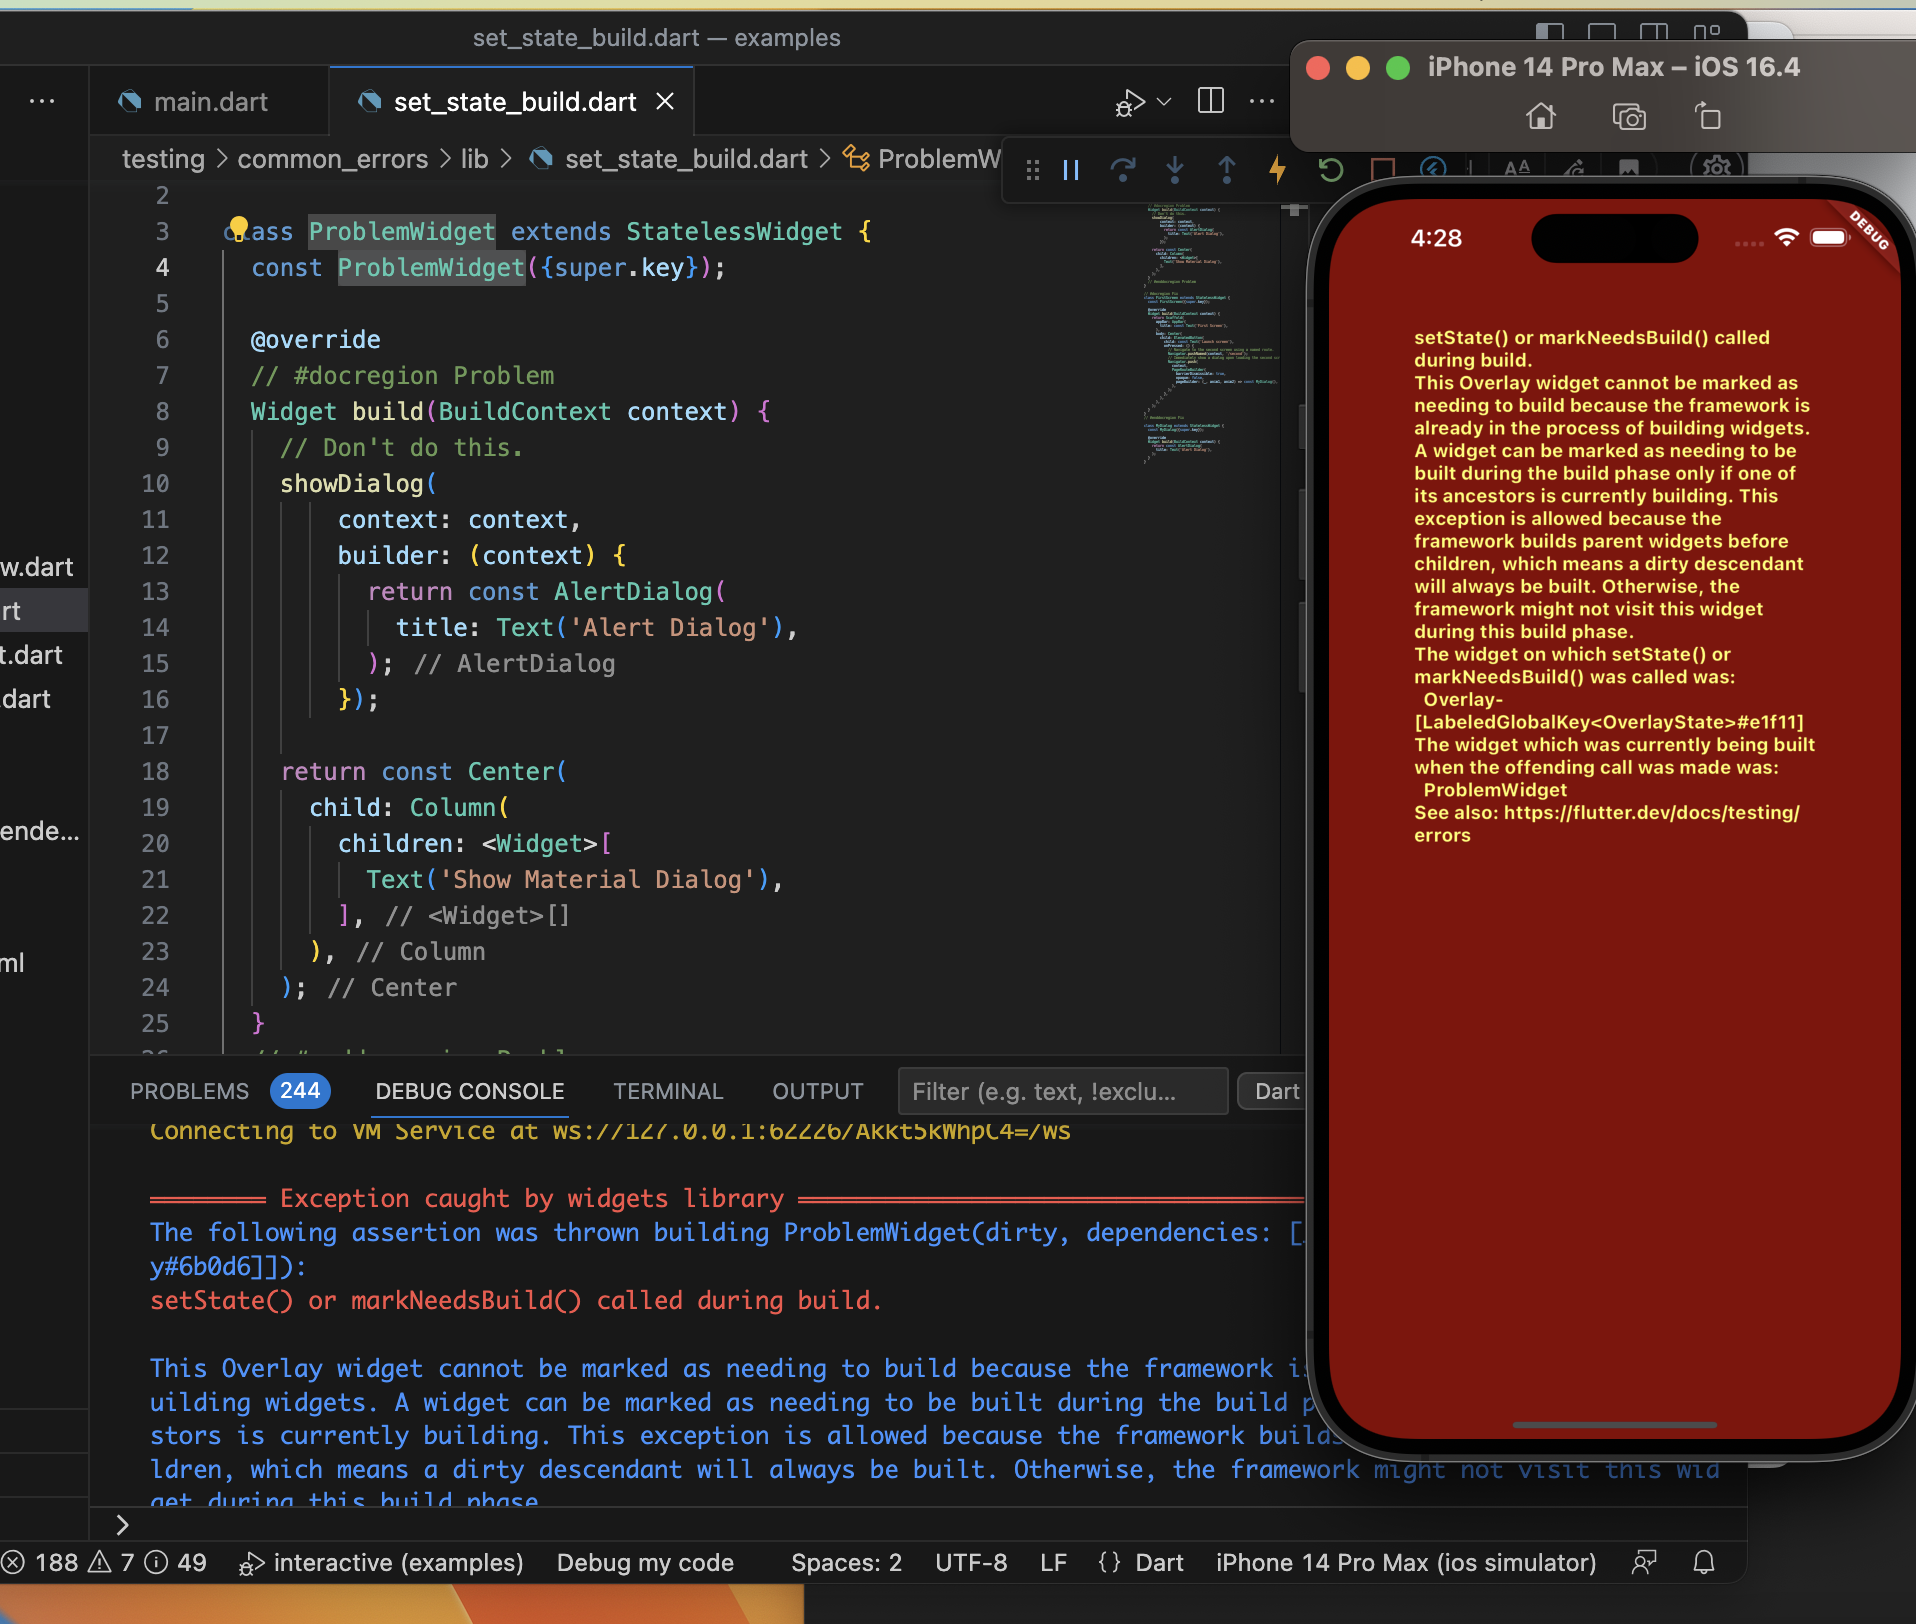 set_state_build.dart — examples
main.dart
set_state_build.dart
testing > common_errors > lib > set_state_build.dart > ProblemW
2
3 class ProblemWidget extends StatelessWidget {
4 const ProblemWidget({super.key});
5
6 @override
7 // #docregion Problem
8 Widget build(BuildContext context) {
9 // Don't do this.
10 showDialog(
11 context: context,
12 builder: (context) {
13 return const AlertDialog(
14 title: Text('Alert Dialog'),
15 ); // AlertDialog
16 });
17
18 return const Center(
19 child: Column(
20 children: <Widget>[
21 Text('Show Material Dialog'),
22 ], // <Widget>[]
23 ), // Column
24 ); // Center
25 }
w.dart
rt
t.dart
.dart
ende...
ml
PROBLEMS 244 DEBUG CONSOLE TERMINAL OUTPUT Filter (e.g. text, !exclu... Dart
Connecting to VM Service at ws://127.0.0.1:62226/Akkt5kWhpC4=/ws
Exception caught by widgets library
The following assertion was thrown building ProblemWidget(dirty, dependencies: [
y#6b0d6]]):
setState() or markNeedsBuild() called during build.
This Overlay widget cannot be marked as needing to build because the framework i
uilding widgets. A widget can be marked as needing to be built during the build p
stors is currently building. This exception is allowed because the framework builds
ldren, which means a dirty descendant will always be built. Otherwise, the framework might not visit this wid
get during this build phase.
188 7 49 interactive (examples) Debug my code Spaces: 2 UTF-8 LF {} Dart iPhone 14 Pro Max (ios simulator)
iPhone 14 Pro Max – iOS 16.4
4:28
DEBUG
setState() or markNeedsBuild() called
during build.
This Overlay widget cannot be marked as
needing to build because the framework is
already in the process of building widgets.
A widget can be marked as needing to be
built during the build phase only if one of
its ancestors is currently building. This
exception is allowed because the
framework builds parent widgets before
children, which means a dirty descendant
will always be built. Otherwise, the
framework might not visit this widget
during this build phase.
The widget on which setState() or
markNeedsBuild() was called was:
Overlay-
[LabeledGlobalKey<OverlayState>#e1f11]
The widget which was currently being built
when the offending call was made was:
ProblemWidget
See also: https://flutter.dev/docs/testing/
errors